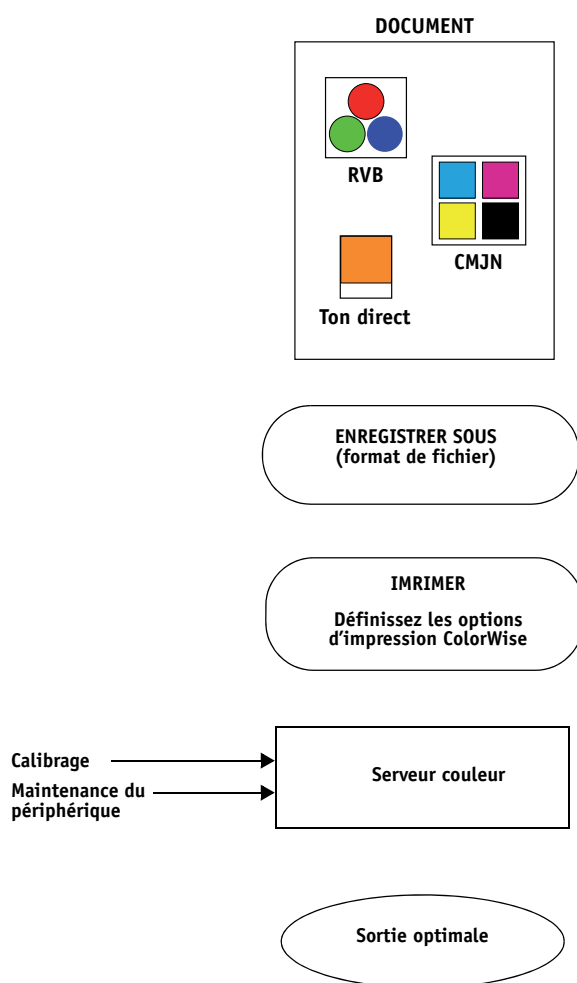 DOCUMENT
RVB
CMJN
Ton direct
ENREGISTRER SOUS
(format de fichier)
IMRIMER
Définissez les options
d'impression ColorWise
Calibrage
Maintenance du
périphérique
Serveur couleur
Sortie optimale